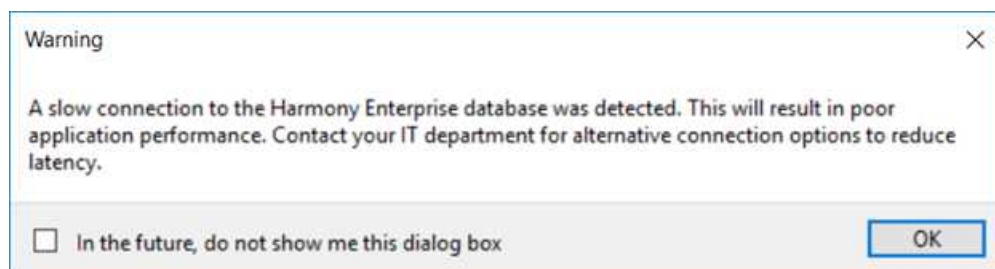 Warning
A slow connection to the Harmony Enterprise database was detected. This will result in poor
application performance. Contact your IT department for alternative connection options to reduce
latency.
In the future, do not show me this dialog box
OK